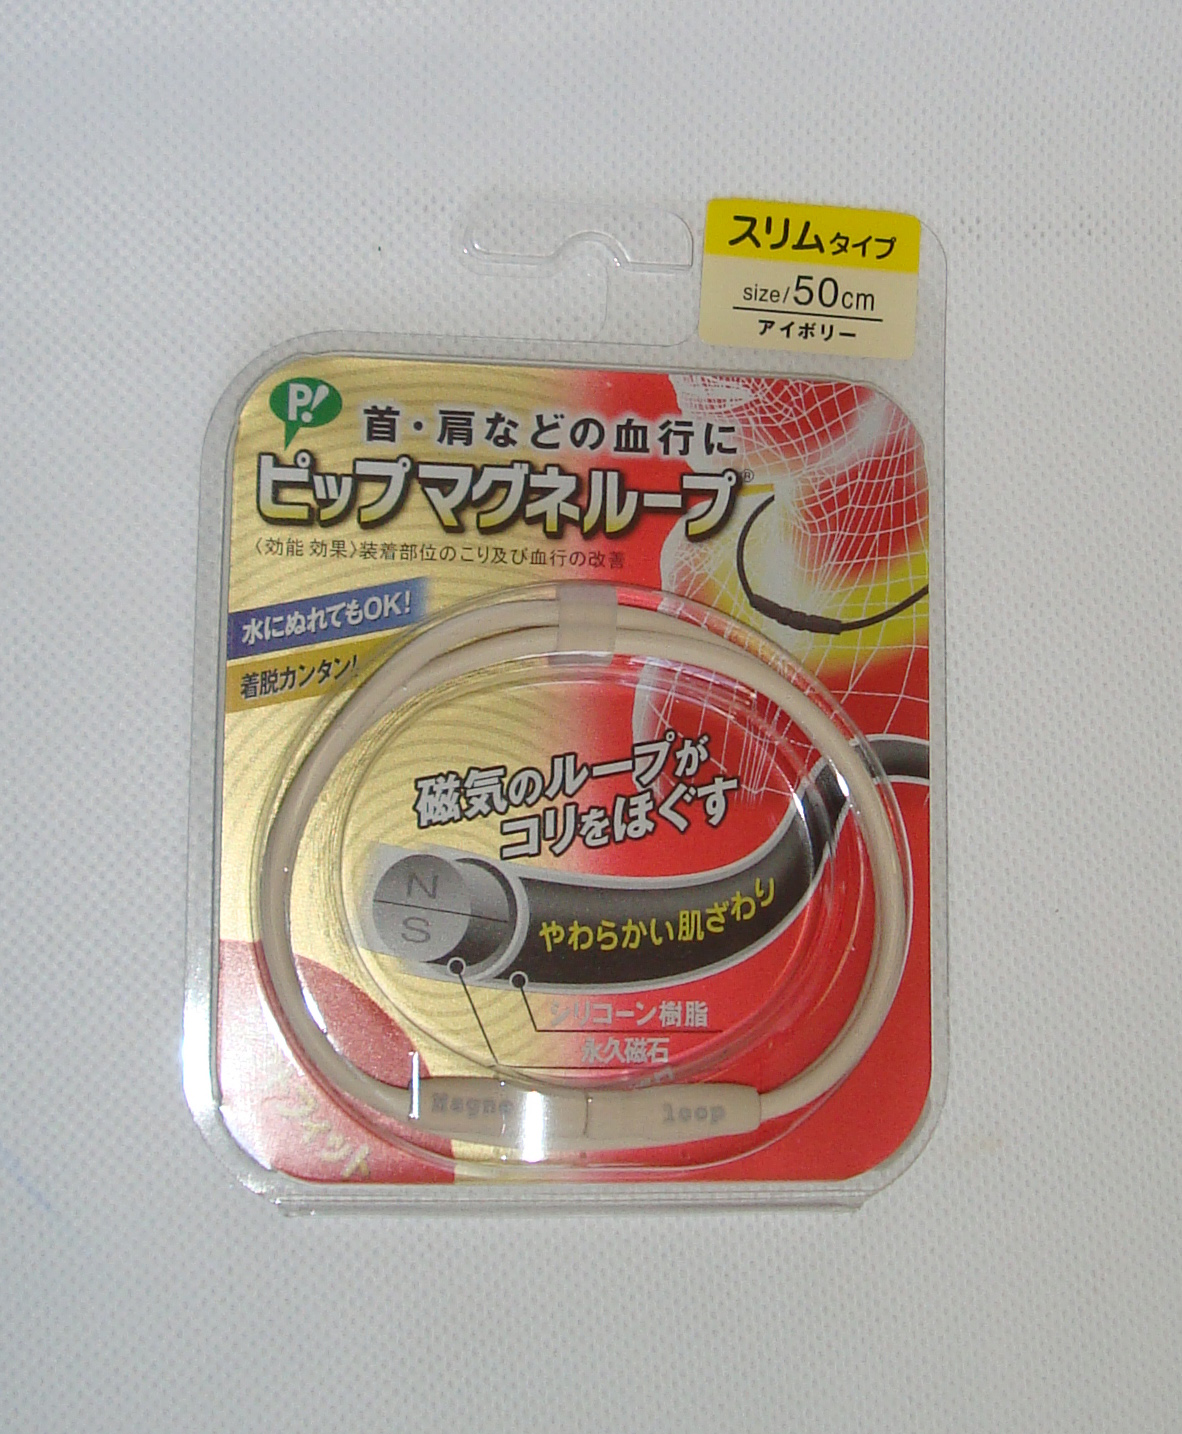 スリムタイプ
size/50cm
アイボリー
P!
首・肩などの血行に
ピップマグネループ®
〈効能 効果〉装着部位のこり及び血行の改善
水にぬれてもOK!
着脱カンタン!
磁気のループが
コリをほぐす
N
S
やわらかい肌ざわり
シリコーン樹脂
永久磁石
Magne loop